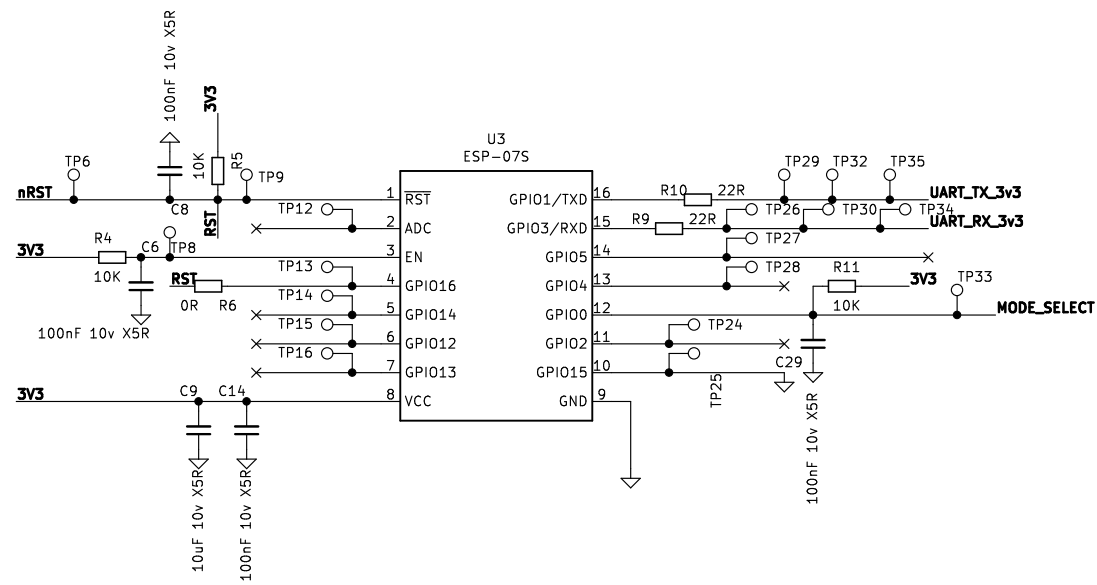 100nF 10v X5R
3V3
U3
ESP-07S
TP6
10K
R5
TP9
TP29
TP32
TP35
nRST
C8
1
RST
GPIO1/TXD
16
R10
22R
UART_TX_3v3
RST
TP12
2
ADC
GPIO3/RXD
15
R9
22R
TP26
TP30
TP34
UART_RX_3v3
3V3
R4
10K
C6
TP8
3
EN
GPIO5
14
TP27
RST
0R
R6
TP13
4
GPIO16
GPIO4
13
TP28
R11
10K
3V3
TP33
100nF 10v X5R
TP14
5
GPIO14
GPIO0
12
MODE_SELECT
TP15
6
GPIO12
GPIO2
11
TP24
C29
100nF 10v X5R
TP16
7
GPIO13
GPIO15
10
TP25
3V3
C9
C14
8
VCC
GND
9
10uF 10v X5R
100nF 10v X5R